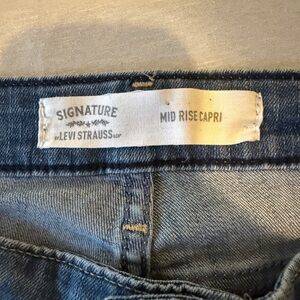 SIGNATURE
BY LEVI STRAUSS & CO
MID RISE CAPRI